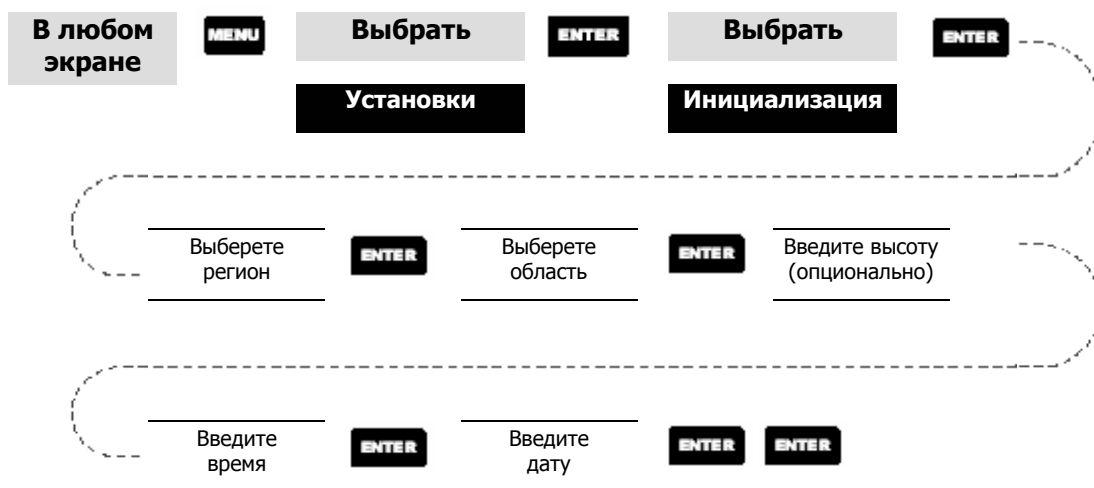 В любом
экране
MENU
Выбрать
ENTER
Выбрать
ENTER
Установки
Инициализация
Выберете
регион
ENTER
Выберете
область
ENTER
Введите высоту
(опционально)
Введите
время
ENTER
Введите
дату
ENTER
ENTER